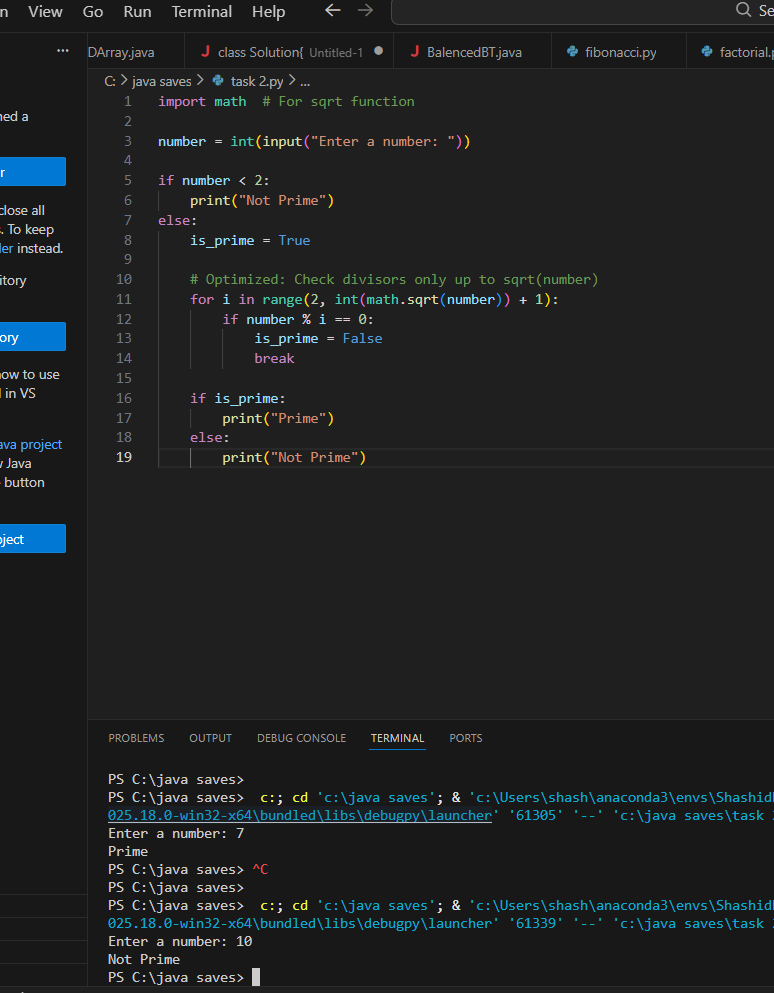 View Go Run Terminal Help
DArray.java class Solution{ Untitled-1 BalencedBT.java fibonacci.py factorial.p
C: > java saves > task 2.py > ...
1 import math  # For sqrt function
2
3 number = int(input("Enter a number: "))
4
5 if number < 2:
6     print("Not Prime")
7 else:
8     is_prime = True
9
10     # Optimized: Check divisors only up to sqrt(number)
11     for i in range(2, int(math.sqrt(number)) + 1):
12         if number % i == 0:
13             is_prime = False
14             break
15
16     if is_prime:
17         print("Prime")
18     else:
19         print("Not Prime")
close all
. To keep
instead.
how to use
in VS
java project
Java
button
PROBLEMS OUTPUT DEBUG CONSOLE TERMINAL PORTS
PS C:\java saves>
PS C:\java saves>  c:; cd 'c:\java saves'; & 'c:\Users\shash\anaconda3\envs\Shashid
025.18.0-win32-x64\bundled\libs\debugpy\launcher' '61305' '--' 'c:\java saves\task
Enter a number: 7
Prime
PS C:\java saves> ^C
PS C:\java saves>
PS C:\java saves>  c:; cd 'c:\java saves'; & 'c:\Users\shash\anaconda3\envs\Shashid
025.18.0-win32-x64\bundled\libs\debugpy\launcher' '61339' '--' 'c:\java saves\task
Enter a number: 10
Not Prime
PS C:\java saves>